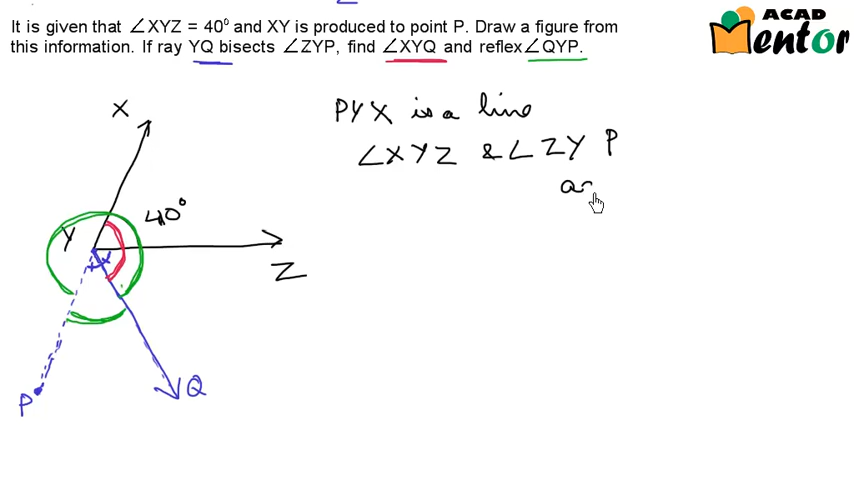 It is given that ∠XYZ = 40⁰ and XY is produced to point P. Draw a figure from
this information. If ray YQ bisects ∠ZYP, find ∠XYQ and reflex∠QYP.
ACAD
Mentor
PYX is a line
∠XYZ & ∠ZYP
X
40°
Y
Z
P
Q